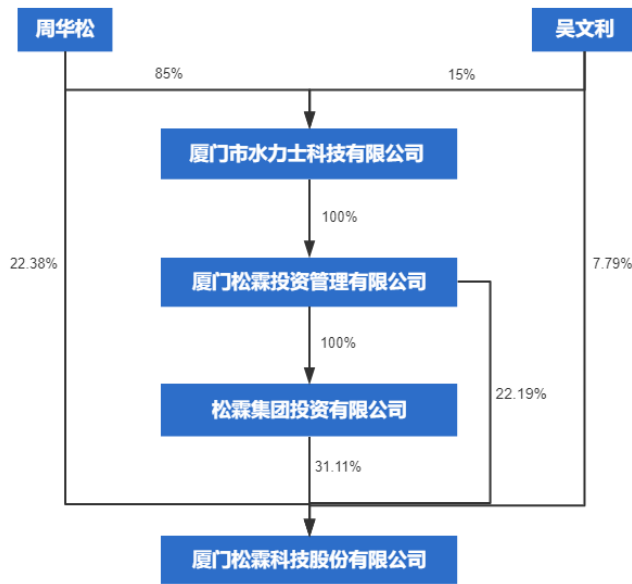 周华松
吴文利
85%
15%
厦门市水力士科技有限公司
100%
22.38%
7.79%
厦门松霖投资管理有限公司
100%
22.19%
松霖集团投资有限公司
31.11%
厦门松霖科技股份有限公司